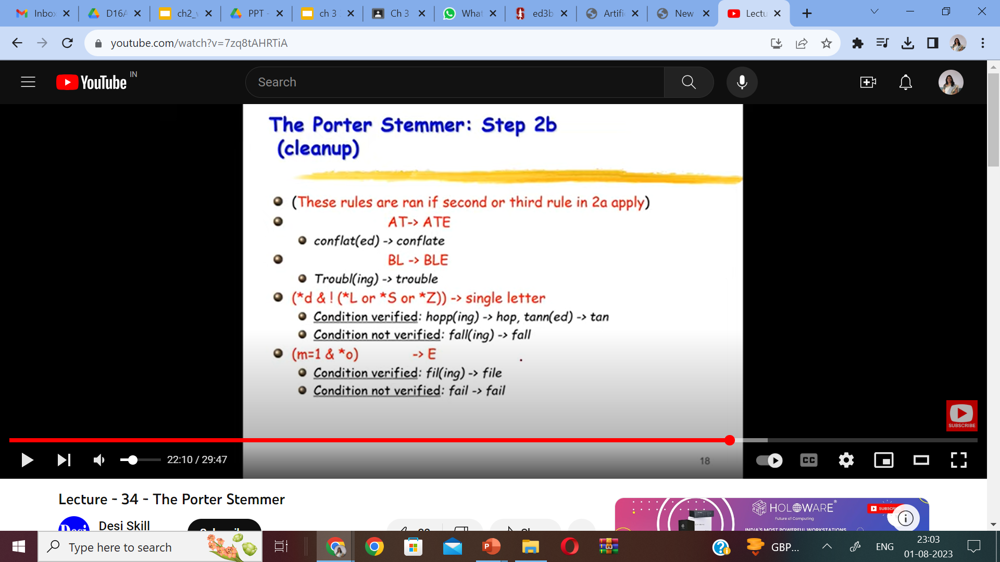 Inbox
D16A
ch2_v
PPT -
ch 3
Ch 3
What
ed3b
Artifi
New
Lectu
youtube.com/watch?v=7zq8tAHRTiA
YouTube IN
Search
The Porter Stemmer: Step 2b
(cleanup)
(These rules are ran if second or third rule in 2a apply)
AT-> ATE
conflat(ed) -> conflate
BL -> BLE
Troubl(ing) -> trouble
(*d & ! (*L or *S or *Z)) -> single letter
Condition verified: hopp(ing) -> hop, tann(ed) -> tan
Condition not verified: fall(ing) -> fall
(m=1 & *o) -> E
Condition verified: fil(ing) -> file
Condition not verified: fail -> fail
SUBSCRIBE
22:10 / 29:47
18
CC
Lecture - 34 - The Porter Stemmer
Desi Skill
HOLOWARE
Future of Computing
INDIA'S MOST POWERFUL WORKSTATIONS
Type here to search
GBP...
ENG
23:03
01-08-2023